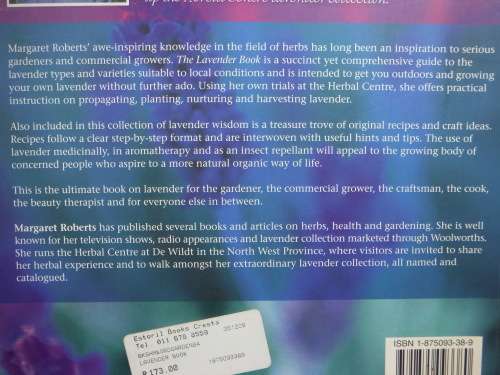 up the Herbal Centre lavender collection.
Margaret Roberts' awe-inspiring knowledge in the field of herbs has long been an inspiration to serious
gardeners and commercial growers. The Lavender Book is a succinct yet comprehensive guide to the
lavender types and varieties suitable to local conditions and is intended to get you outdoors and growing
your own lavender without further ado. Using her own trials at the Herbal Centre, she offers practical
instruction on propagating, planting, nurturing and harvesting lavender.
Also included in this collection of lavender wisdom is a treasure trove of original recipes and craft ideas.
Recipes follow a clear step-by-step format and are interwoven with useful hints and tips. The use of
lavender medicinally, in aromatherapy and as an insect repellant will appeal to the growing body of
concerned people who aspire to a more natural organic way of life.
This is the ultimate book on lavender for the gardener, the commercial grower, the craftsman, the cook,
the beauty therapist and for everyone else in between.
Margaret Roberts has published several books and articles on herbs, health and gardening. She is well
known for her television shows, radio appearances and lavender collection marketed through Woolworths.
She runs the Herbal Centre at De Wildt in the North West Province, where visitors are invited to share
her herbal experience and to walk amongst her extraordinary lavender collection, all named and
catalogued.
Estoril Books Cresta
Tel 011 678 8559
LAVENDER BOOK
R173.00
ISBN 1-875093-38-9